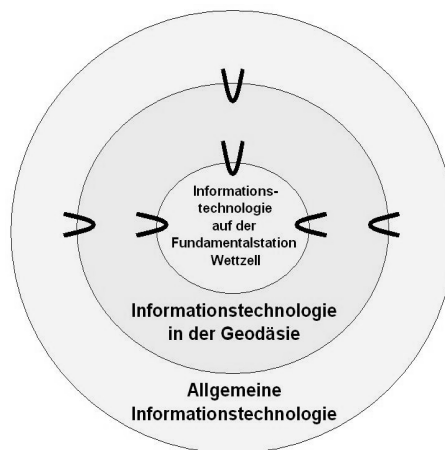 Informations-
technologie
auf der
Fundamentalstation
Wettzell
Informationstechnologie
in der Geodäsie
Allgemeine
Informationstechnologie